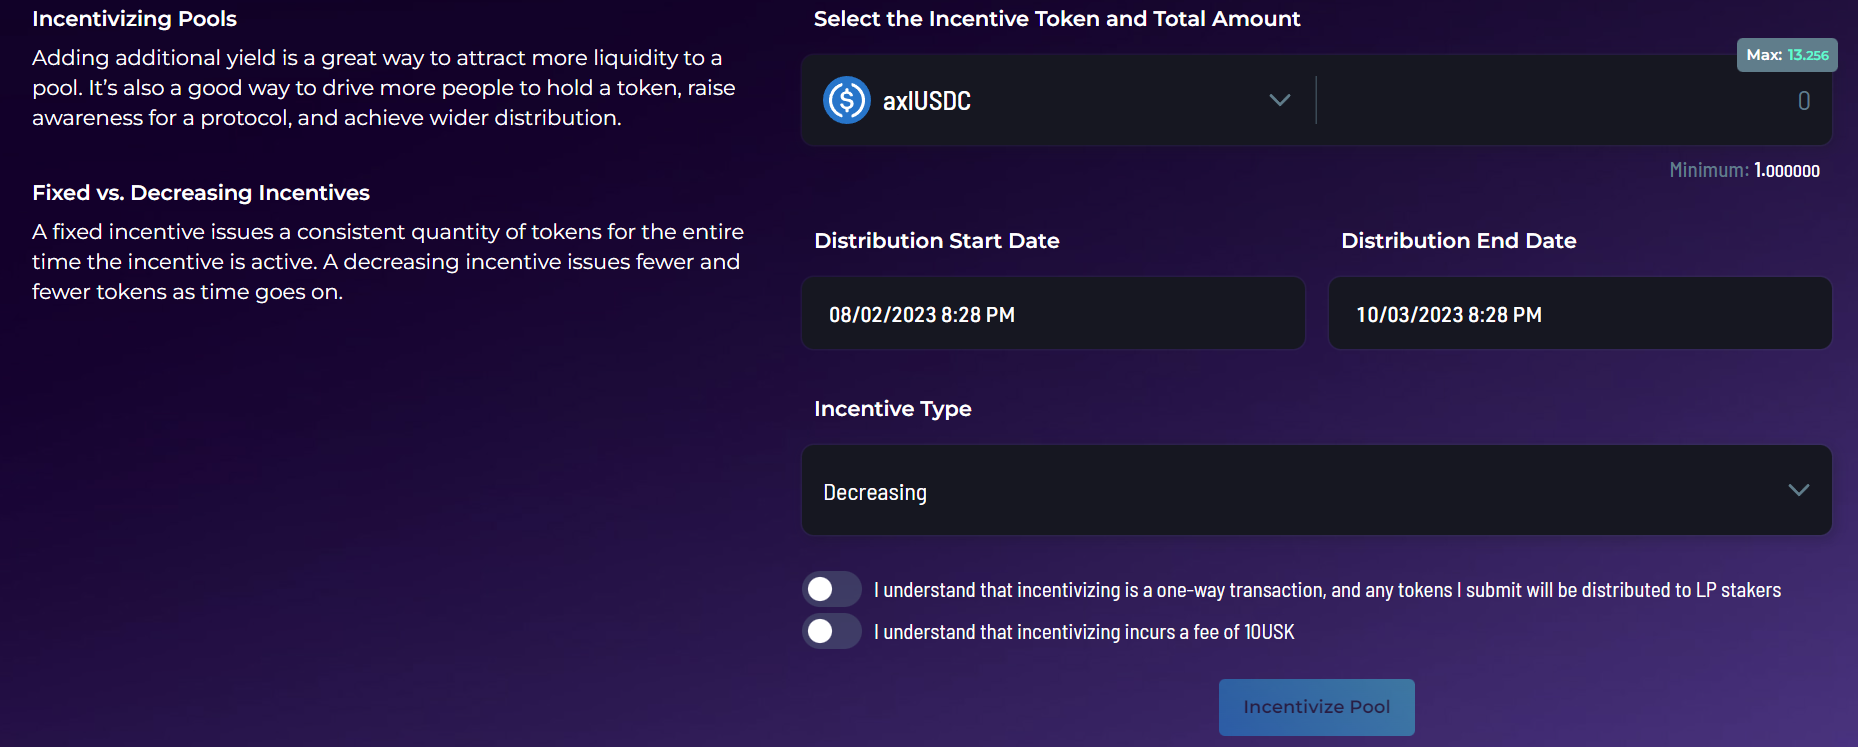 Incentivizing Pools
Adding additional yield is a great way to attract more liquidity to a
pool. It's also a good way to drive more people to hold a token, raise
awareness for a protocol, and achieve wider distribution.
Fixed vs. Decreasing Incentives
A fixed incentive issues a consistent quantity of tokens for the entire
time the incentive is active. A decreasing incentive issues fewer and
fewer tokens as time goes on.
Select the Incentive Token and Total Amount
Max: 13.256
axlUSDC
0
Minimum: 1.000000
Distribution Start Date
Distribution End Date
08/02/2023 8:28 PM
10/03/2023 8:28 PM
Incentive Type
Decreasing
I understand that incentivizing is a one-way transaction, and any tokens I submit will be distributed to LP stakers
I understand that incentivizing incurs a fee of 10USK
Incentivize Pool